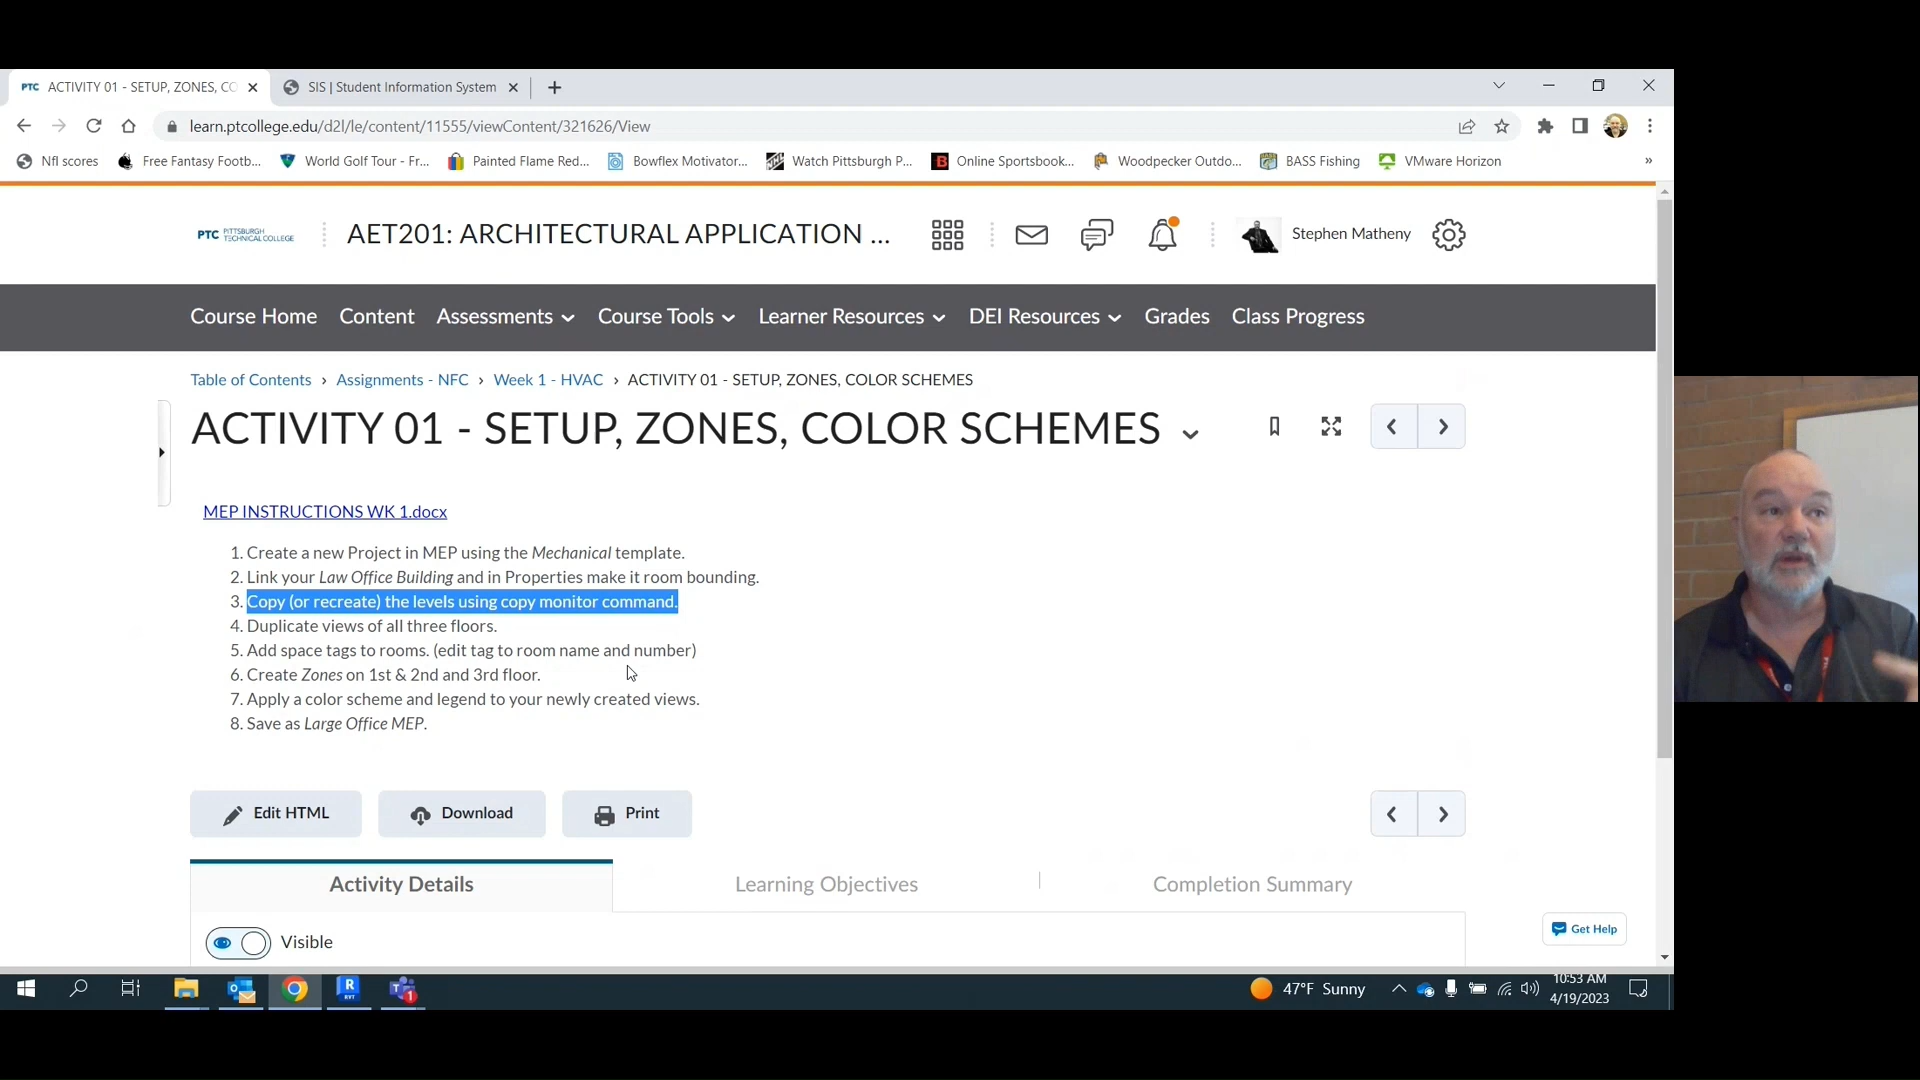 PTC ACTIVITY 01 - SETUP, ZONES, CO
SIS | Student Information System
learn.ptcollege.edu/d2l/le/content/11555/viewContent/321626/View
Nfl scores
Free Fantasy Footb...
World Golf Tour - Fr...
Painted Flame Red...
Bowflex Motivator...
Watch Pittsburgh P...
Online Sportsbook...
Woodpecker Outdo...
BASS Fishing
VMware Horizon
»
PTC PITTSBURGH TECHNICAL COLLEGE
AET201: ARCHITECTURAL APPLICATION ...
Stephen Matheny
Course Home
Content
Assessments
Course Tools
Learner Resources
DEI Resources
Grades
Class Progress
Table of Contents › Assignments - NFC › Week 1 - HVAC › ACTIVITY 01 - SETUP, ZONES, COLOR SCHEMES
ACTIVITY 01 - SETUP, ZONES, COLOR SCHEMES
MEP INSTRUCTIONS WK 1.docx
1. Create a new Project in MEP using the Mechanical template.
2. Link your Law Office Building and in Properties make it room bounding.
3. Copy (or recreate) the levels using copy monitor command.
4. Duplicate views of all three floors.
5. Add space tags to rooms. (edit tag to room name and number)
6. Create Zones on 1st & 2nd and 3rd floor.
7. Apply a color scheme and legend to your newly created views.
8. Save as Large Office MEP.
Edit HTML
Download
Print
Activity Details
Learning Objectives
Completion Summary
Visible
Get Help
47°F Sunny
10:53 AM
4/19/2023